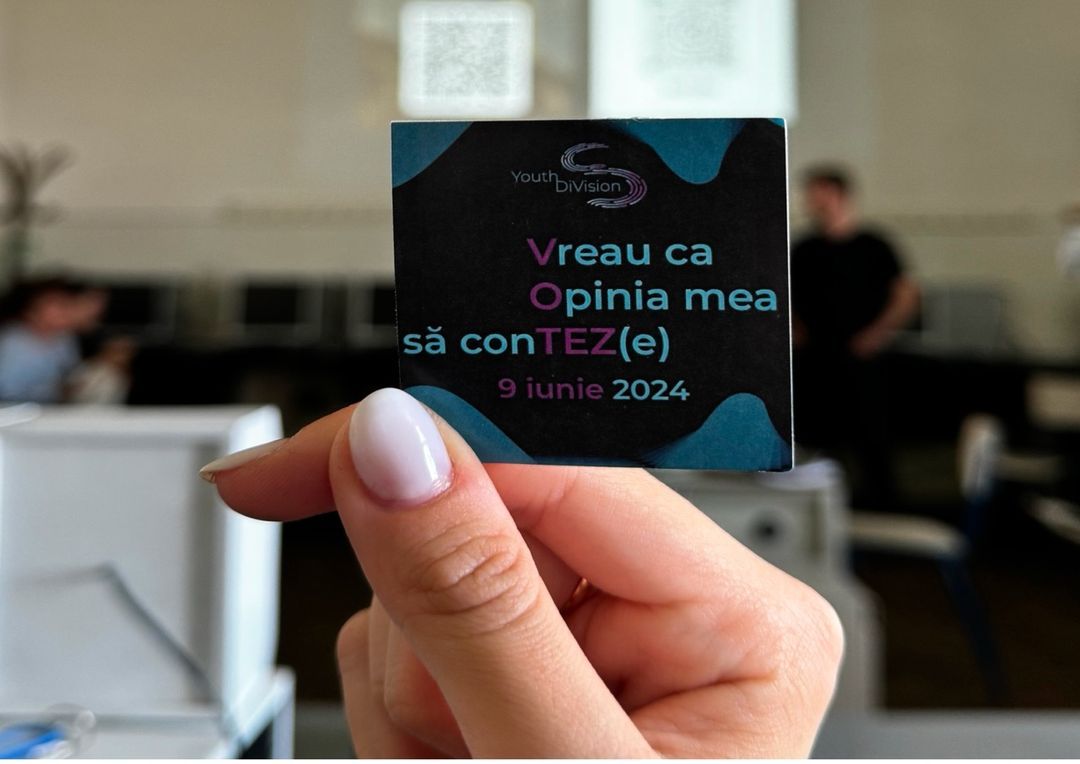 Youth
DiVision
Vreau ca
Opinia mea
să conTEZ(e)
9 iunie 2024